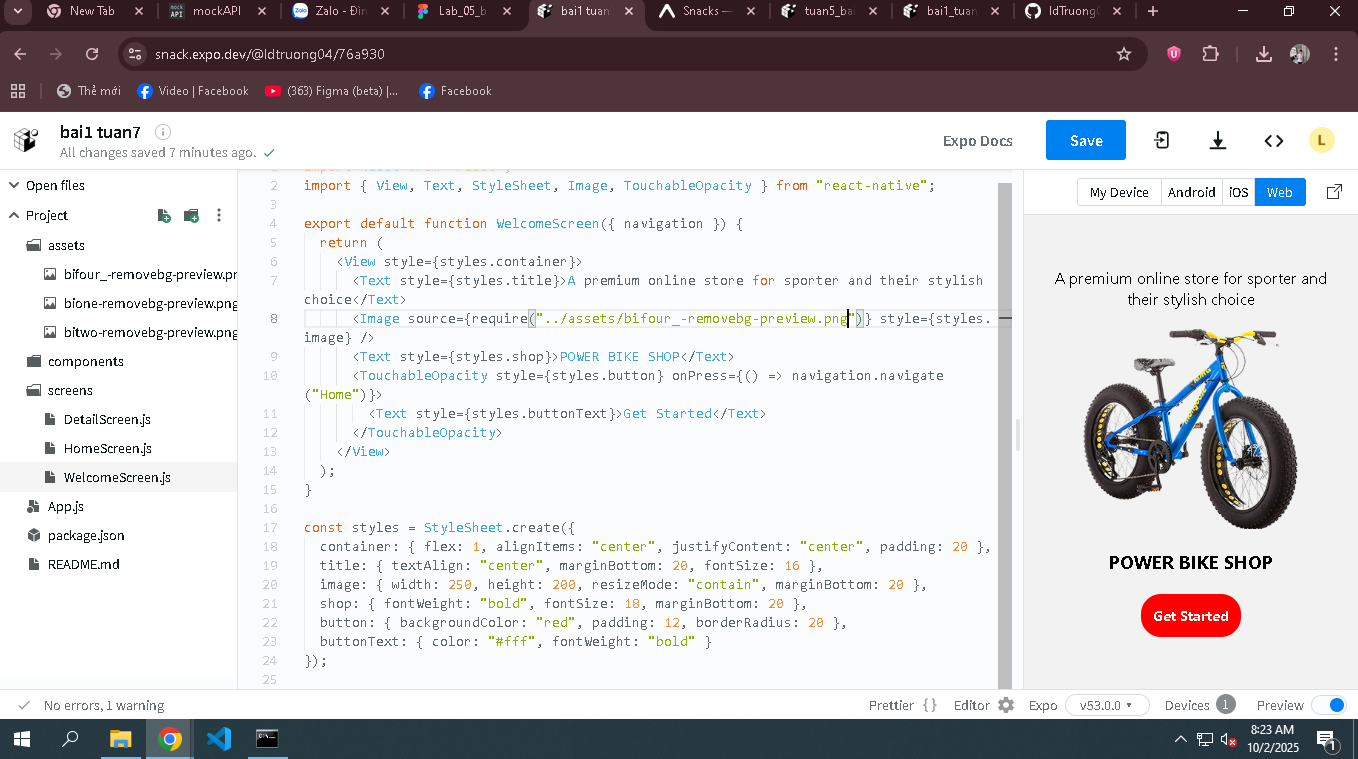 New Tab
mockAPI
Zalo - Đin
Lab_05_b
bai1 tuan
Snacks —
tuan5_bai
bai1_tuan
ldTruong0
snack.expo.dev/@ldtruong04/76a930
Thẻ mới
Video | Facebook
(363) Figma (beta) |...
Facebook
bai1 tuan7
All changes saved 7 minutes ago.
Expo Docs
Save
L
Open files
Project
assets
bifour_-removebg-preview.pr
bione-removebg-preview.png
bitwo-removebg-preview.png
components
screens
DetailScreen.js
HomeScreen.js
WelcomeScreen.js
App.js
package.json
README.md
2 import { View, Text, StyleSheet, Image, TouchableOpacity } from "react-native";
3
4 export default function WelcomeScreen({ navigation }) {
5 return (
6 <View style={styles.container}>
7 <Text style={styles.title}>A premium online store for sporter and their stylish
choice</Text>
8 <Image source={require("../assets/bifour_-removebg-preview.png")} style={styles.
image} />
9 <Text style={styles.shop}>POWER BIKE SHOP</Text>
10 <TouchableOpacity style={styles.button} onPress={() => navigation.navigate
("Home")}>
11 <Text style={styles.buttonText}>Get Started</Text>
12 </TouchableOpacity>
13 </View>
14 );
15 }
16
17 const styles = StyleSheet.create({
18 container: { flex: 1, alignItems: "center", justifyContent: "center", padding: 20 },
19 title: { textAlign: "center", marginBottom: 20, fontSize: 16 },
20 image: { width: 250, height: 200, resizeMode: "contain", marginBottom: 20 },
21 shop: { fontWeight: "bold", fontSize: 18, marginBottom: 20 },
22 button: { backgroundColor: "red", padding: 12, borderRadius: 20 },
23 buttonText: { color: "#fff", fontWeight: "bold" }
24 });
25
My Device
Android
iOS
Web
A premium online store for sporter and
their stylish choice
POWER BIKE SHOP
Get Started
No errors, 1 warning
Prettier { }
Editor
Expo
v53.0.0
Devices 1
Preview
8:23 AM
10/2/2025
1